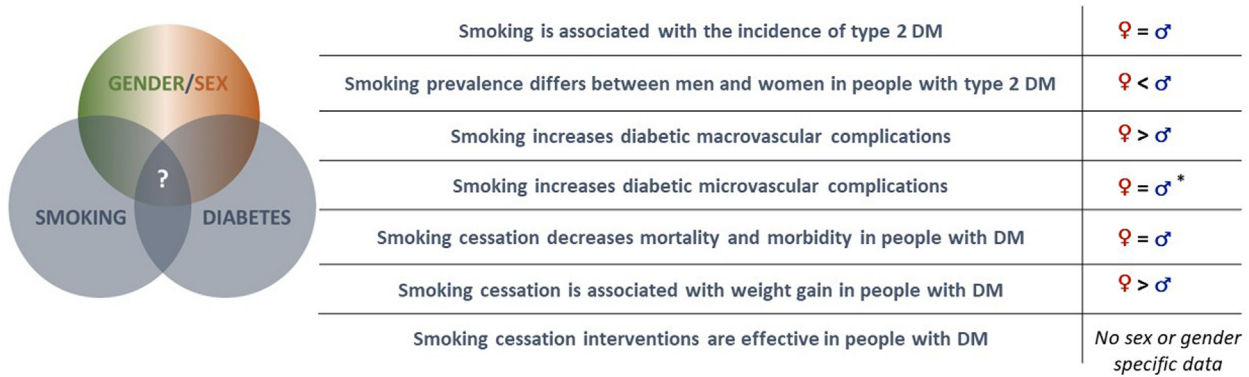 GENDER/SEX
?
SMOKING
DIABETES
Smoking is associated with the incidence of type 2 DM ♀ = ♂
Smoking prevalence differs between men and women in people with type 2 DM ♀ < ♂
Smoking increases diabetic macrovascular complications ♀ > ♂
Smoking increases diabetic microvascular complications ♀ = ♂ *
Smoking cessation decreases mortality and morbidity in people with DM ♀ = ♂
Smoking cessation is associated with weight gain in people with DM ♀ > ♂
Smoking cessation interventions are effective in people with DM
No sex or gender
specific data